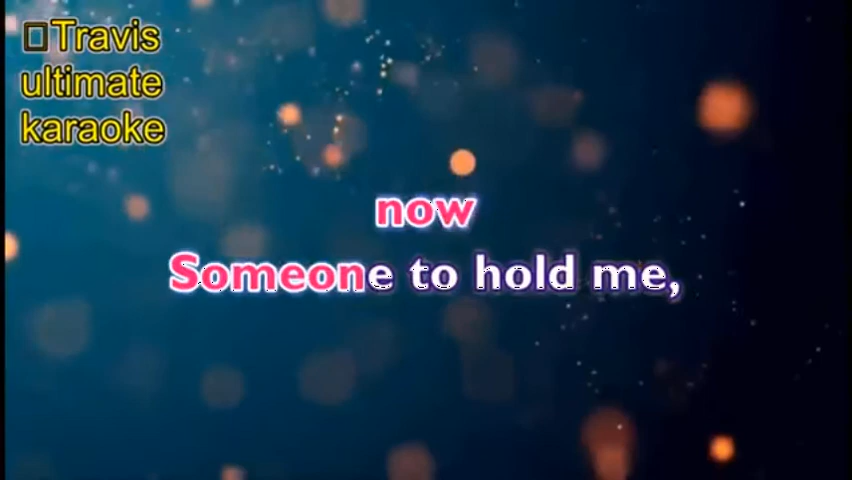 Travis
ultimate
karaoke
now
Someone to hold me,